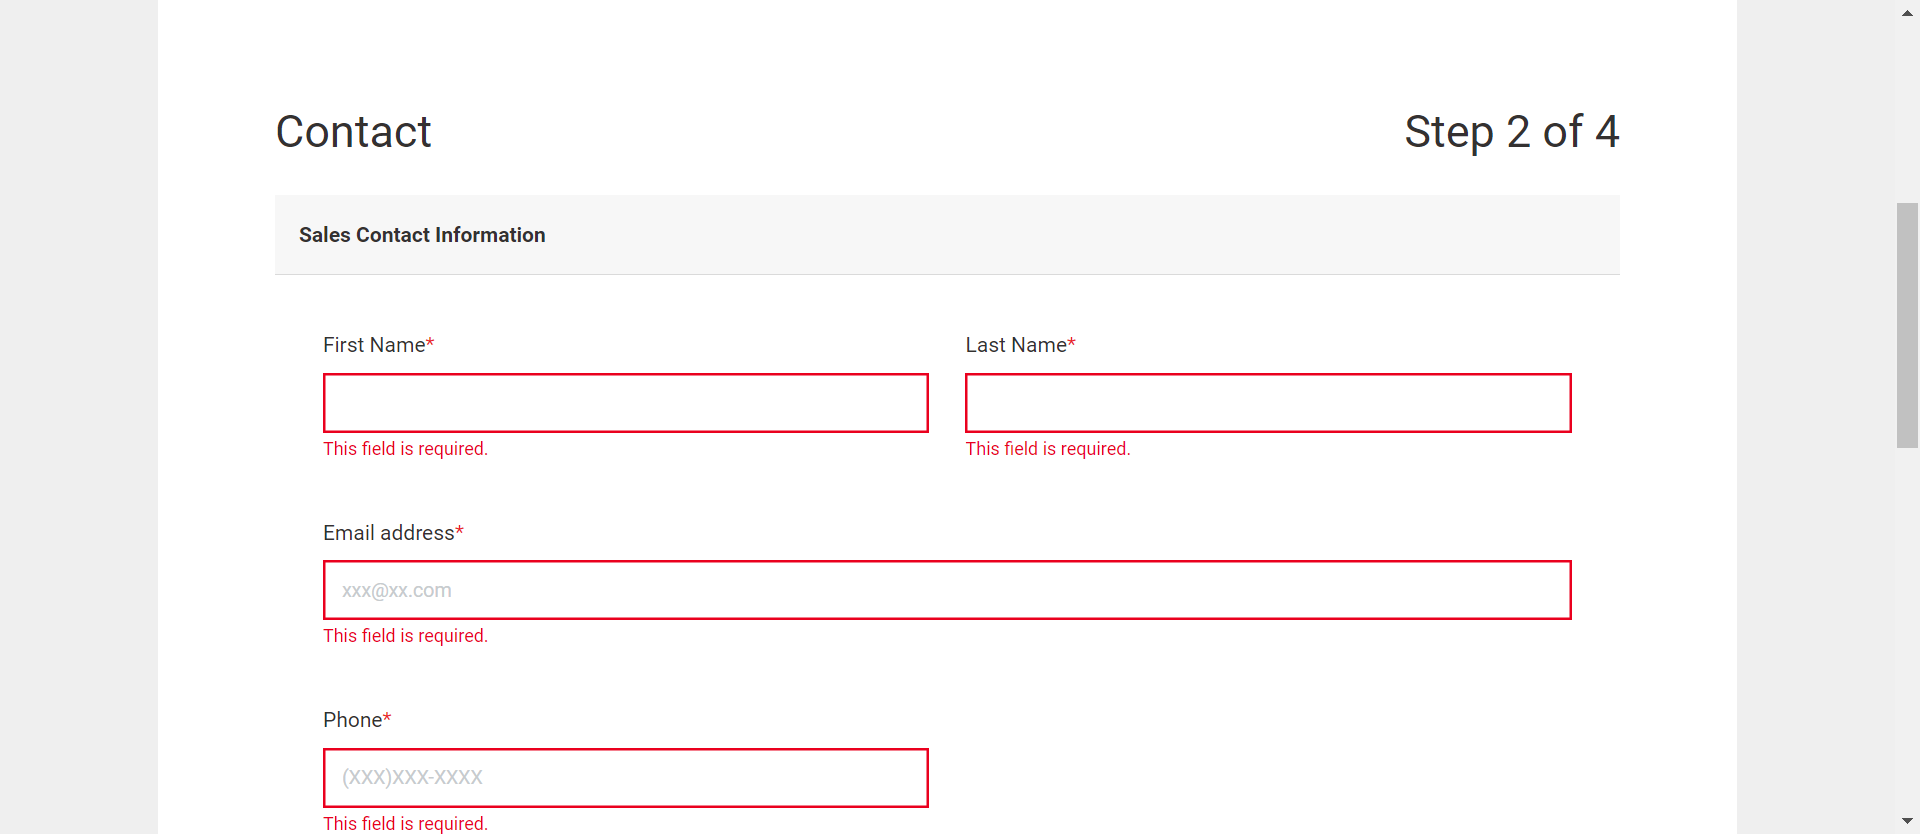 Contact
Step 2 of 4
Sales Contact Information
First Name*
Last Name*
This field is required.
This field is required.
Email address*
xxx@xx.com
This field is required.
Phone*
(XXX)XXX-XXXX
This field is required.